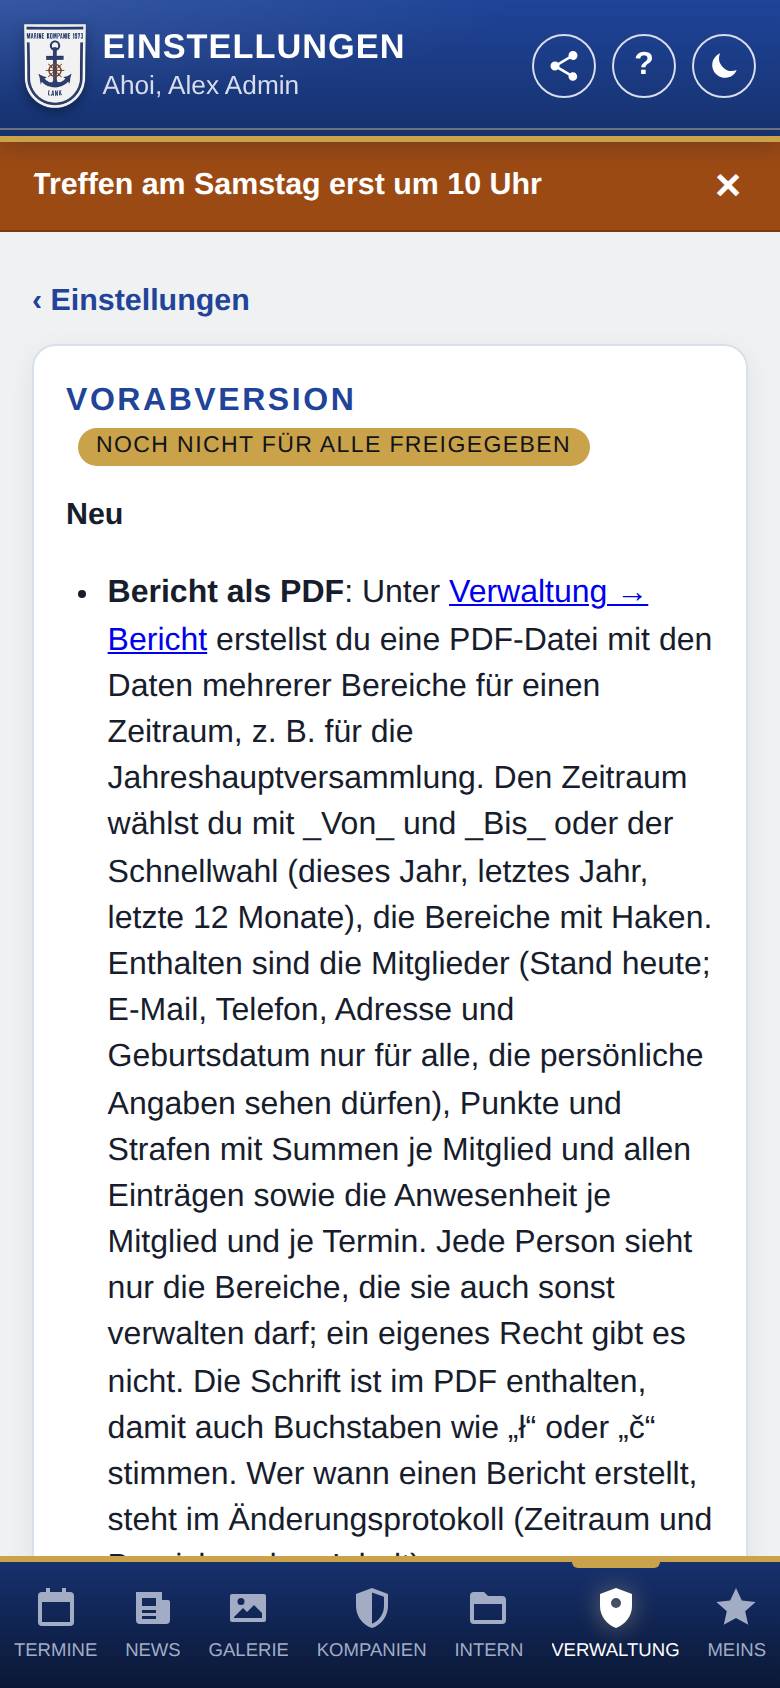 MARINE KOMPANIE 1973
LANK
EINSTELLUNGEN
Ahoi, Alex Admin
?
Treffen am Samstag erst um 10 Uhr
×
‹ Einstellungen
VORABVERSION
NOCH NICHT FÜR ALLE FREIGEGEBEN
Neu
• Bericht als PDF: Unter Verwaltung →
Bericht erstellst du eine PDF-Datei mit den
Daten mehrerer Bereiche für einen
Zeitraum, z. B. für die
Jahreshauptversammlung. Den Zeitraum
wählst du mit _Von_ und _Bis_ oder der
Schnellwahl (dieses Jahr, letztes Jahr,
letzte 12 Monate), die Bereiche mit Haken.
Enthalten sind die Mitglieder (Stand heute;
E-Mail, Telefon, Adresse und
Geburtsdatum nur für alle, die persönliche
Angaben sehen dürfen), Punkte und
Strafen mit Summen je Mitglied und allen
Einträgen sowie die Anwesenheit je
Mitglied und je Termin. Jede Person sieht
nur die Bereiche, die sie auch sonst
verwalten darf; ein eigenes Recht gibt es
nicht. Die Schrift ist im PDF enthalten,
damit auch Buchstaben wie „ł“ oder „č“
stimmen. Wer wann einen Bericht erstellt,
steht im Änderungsprotokoll (Zeitraum und
TERMINE NEWS GALERIE KOMPANIEN INTERN VERWALTUNG MEINS